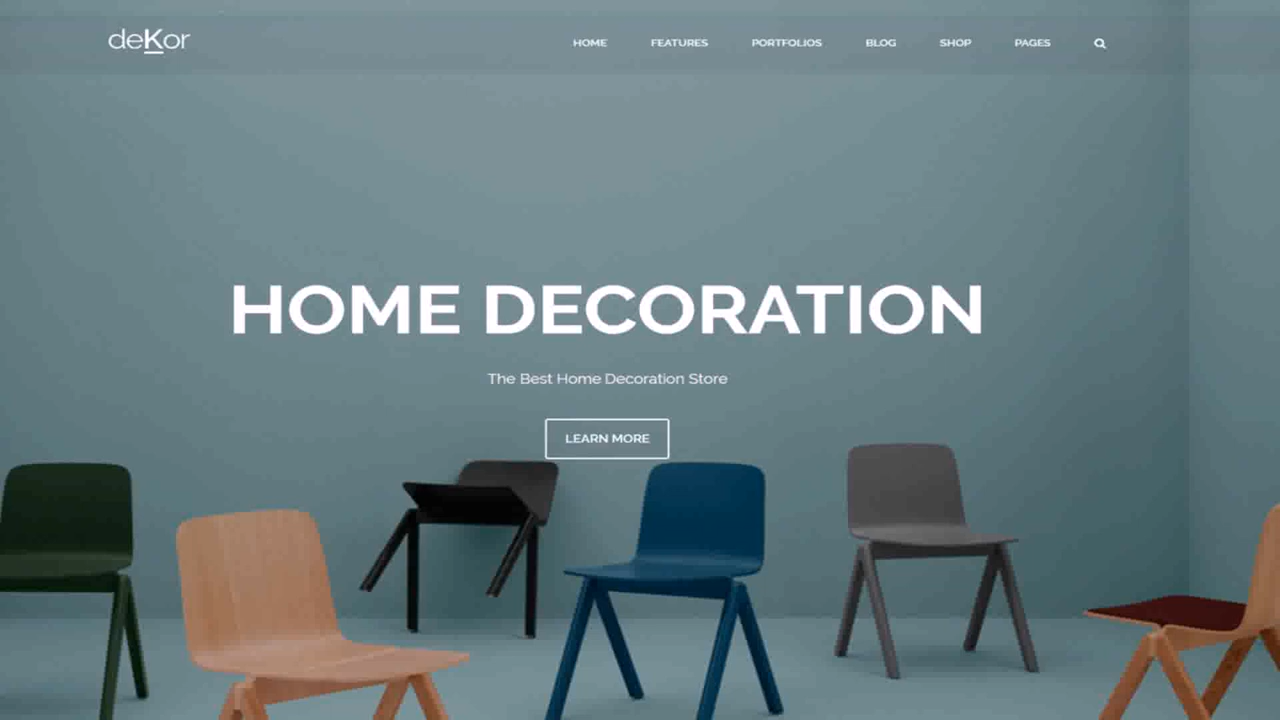 deKor
HOME FEATURES PORTFOLIOS BLOG SHOP PAGES
HOME DECORATION
The Best Home Decoration Store
LEARN MORE